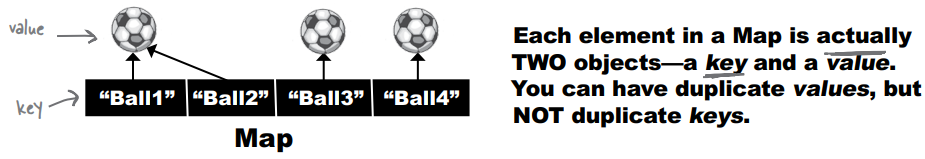 value
key
“Ball1” “Ball2” “Ball3” “Ball4”
Map
Each element in a Map is actually
TWO objects—a key and a value.
You can have duplicate values, but
NOT duplicate keys.